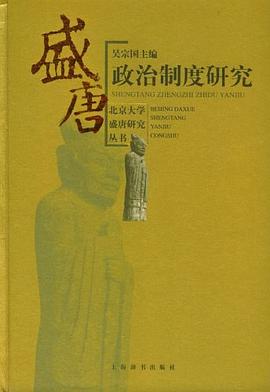 盛唐
吴宗国主编
政治制度研究
SHENGTANG ZHENGZHI ZHIDU YANJIU
北京大学
盛唐研究
丛书
BEIJING DAXUE
SHENGTANG
YANJIU
CONGSHU
上海辞书出版社